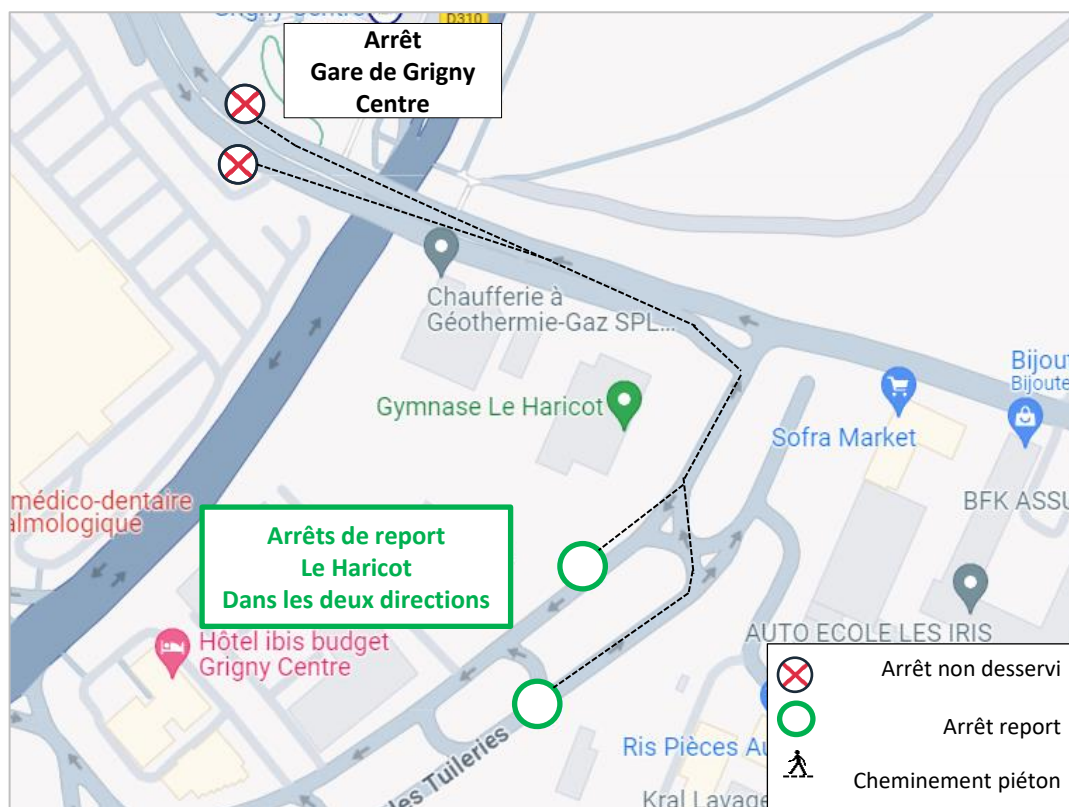 Grigny Centre
D310
Arrêt
Gare de Grigny
Centre
Chaufferie à
Géothermie-Gaz SPL...
Gymnase Le Haricot
Sofra Market
Bijout
Bijoute
BFK ASSU
médico-dentaire
almologique
Arrêts de report
Le Haricot
Dans les deux directions
Hôtel ibis budget
Grigny Centre
AUTO ECOLE LES IRIS
les Tuileries
Ris Pièces Au
Kral Lavage
Arrêt non desservi
Arrêt report
Cheminement piéton